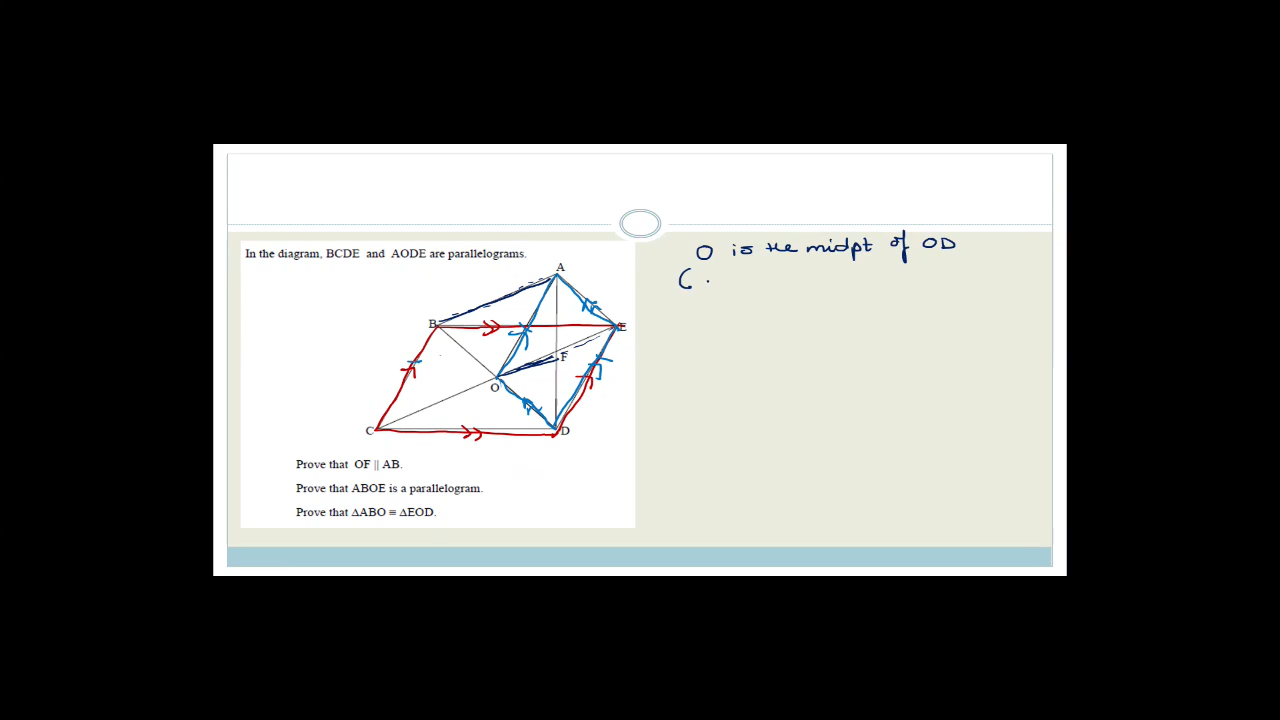 In the diagram, BCDE and AODE are parallelograms.
O is the midpt of OD
(
A
B
E
F
O
C
D
Prove that OF || AB.
Prove that ABOE is a parallelogram.
Prove that ΔABO ≡ ΔEOD.